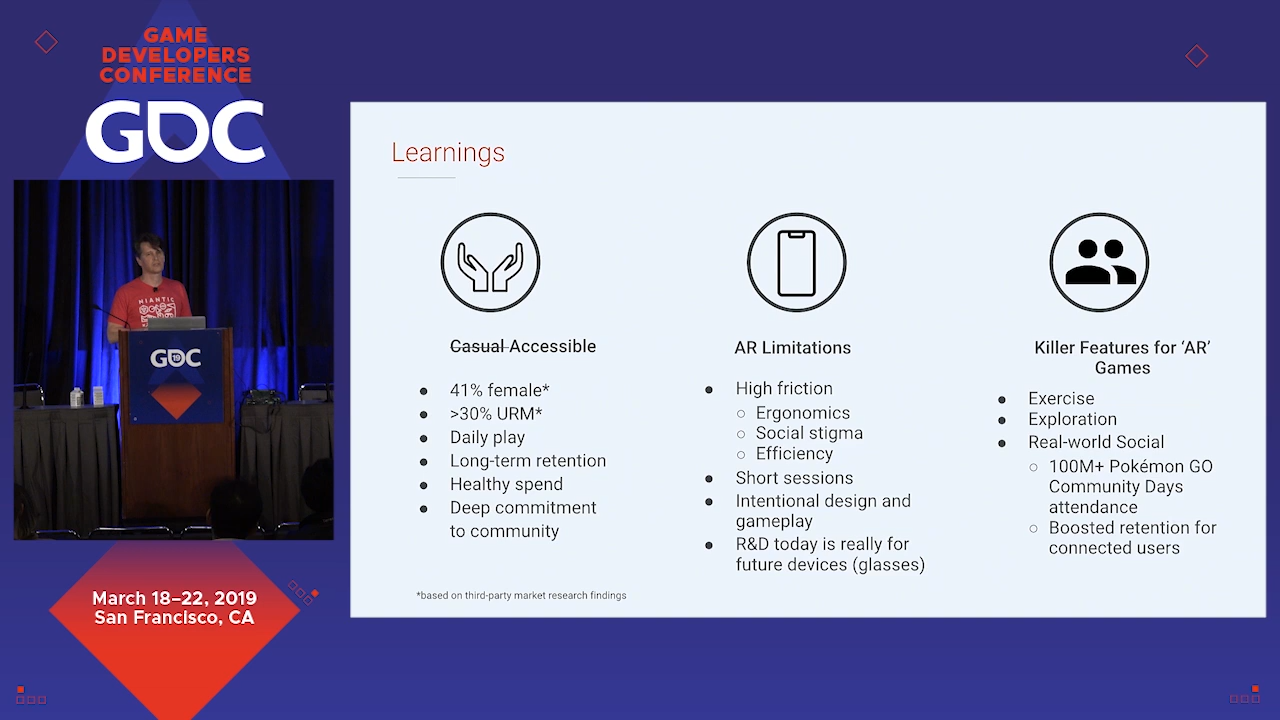 GAME
DEVELOPERS
CONFERENCE
GDC
NIANTIC
GDC
19
March 18–22, 2019
San Francisco, CA
Learnings
Casual Accessible
41% female*
>30% URM*
Daily play
Long-term retention
Healthy spend
Deep commitment
to community
*based on third-party market research findings
AR Limitations
High friction
Ergonomics
Social stigma
Efficiency
Short sessions
Intentional design and
gameplay
R&D today is really for
future devices (glasses)
Killer Features for ‘AR’
Games
Exercise
Exploration
Real-world Social
100M+ Pokémon GO
Community Days
attendance
Boosted retention for
connected users